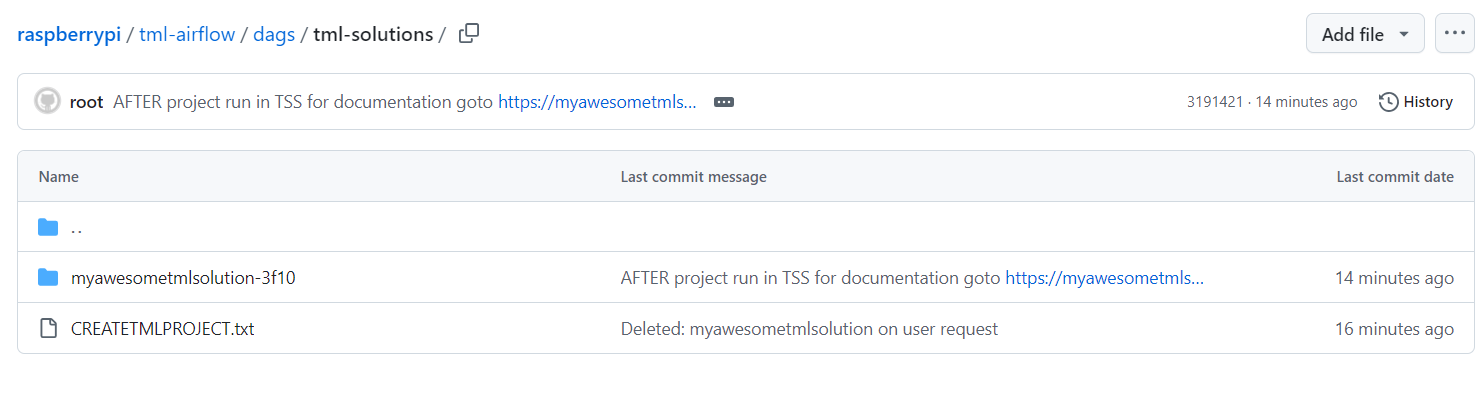 raspberrypi / tml-airflow / dags / tml-solutions / Add file ...
root AFTER project run in TSS for documentation goto https://myawesometmls... ... 3191421 · 14 minutes ago History
Name Last commit message Last commit date
..
myawesometmlsolution-3f10 AFTER project run in TSS for documentation goto https://myawesometmls... 14 minutes ago
CREATETMLPROJECT.txt Deleted: myawesometmlsolution on user request 16 minutes ago